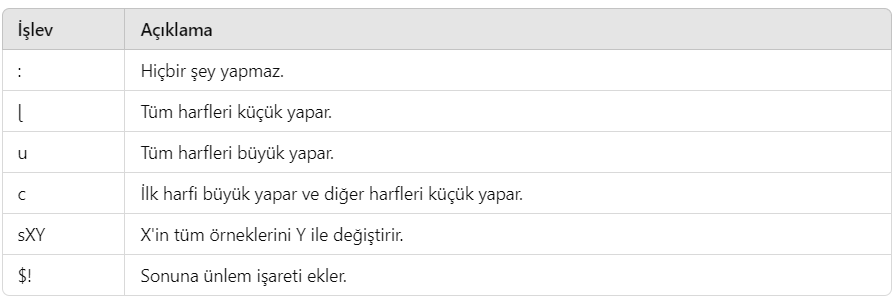 İşlev Açıklama
: Hiçbir şey yapmaz.
l Tüm harfleri küçük yapar.
u Tüm harfleri büyük yapar.
c İlk harfi büyük yapar ve diğer harfleri küçük yapar.
sXY X'in tüm örneklerini Y ile değiştirir.
$! Sonuna ünlem işareti ekler.